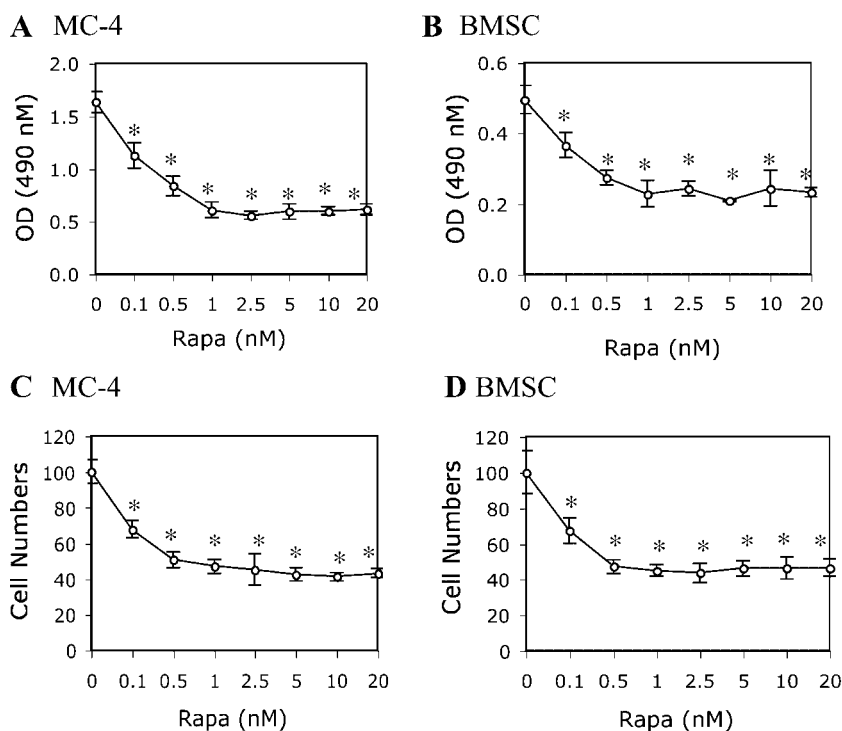 A MC-4
OD (490 nM)
2.0
1.5
1.0
0.5
0.0
* * * * * * *
0 0.1 0.5 1 2.5 5 10 20
Rapa (nM)
B BMSC
OD (490 nM)
0.6
0.4
0.2
0.0
* * * * * * *
0 0.1 0.5 1 2.5 5 10 20
Rapa (nM)
C MC-4
Cell Numbers
120
100
80
60
40
20
0
* * * * * * *
0 0.1 0.5 1 2.5 5 10 20
Rapa (nM)
D BMSC
Cell Numbers
120
100
80
60
40
20
0
* * * * * * *
0 0.1 0.5 1 2.5 5 10 20
Rapa (nM)